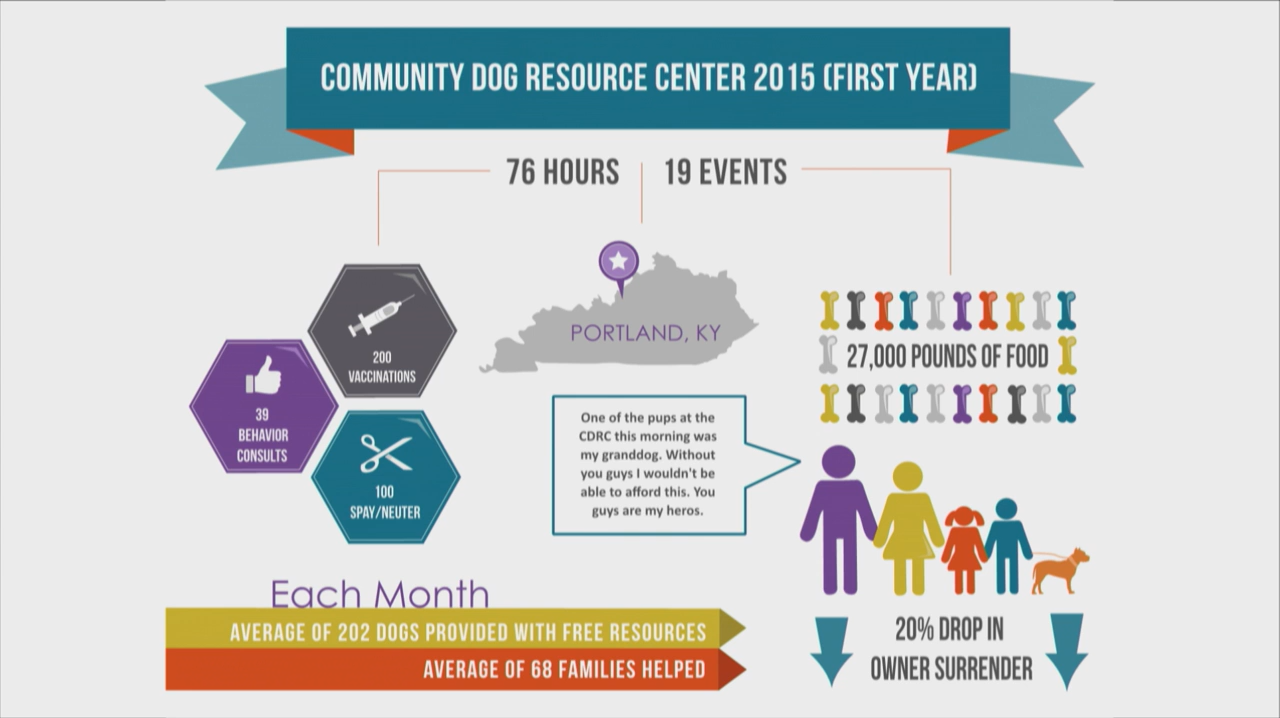 COMMUNITY DOG RESOURCE CENTER 2015 (FIRST YEAR)
76 HOURS
19 EVENTS
200
VACCINATIONS
39
BEHAVIOR
CONSULTS
100
SPAY/NEUTER
PORTLAND, KY
27,000 POUNDS OF FOOD
One of the pups at the
CDRC this morning was
my granddog. Without
you guys I wouldn't be
able to afford this. You
guys are my heros.
Each Month
AVERAGE OF 202 DOGS PROVIDED WITH FREE RESOURCES
AVERAGE OF 68 FAMILIES HELPED
20% DROP IN
OWNER SURRENDER